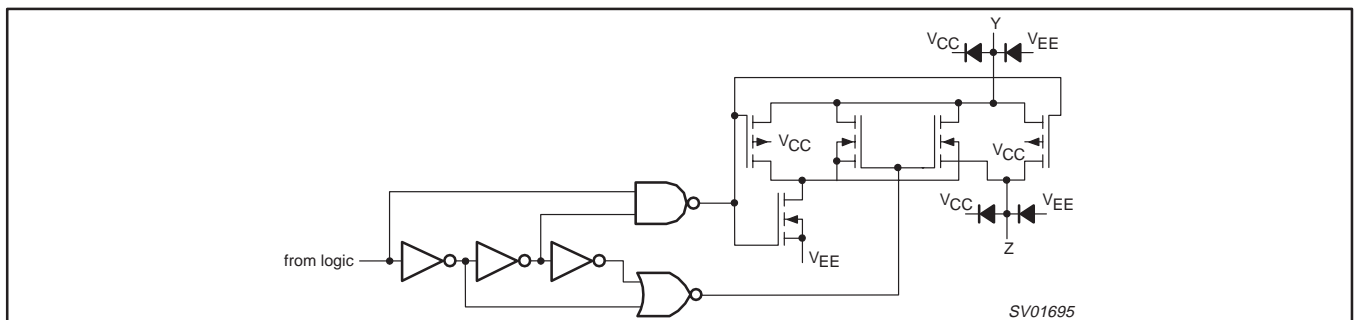 Y
VCC
VEE
VCC
VCC
VCC
VEE
VEE
Z
from logic
SV01695